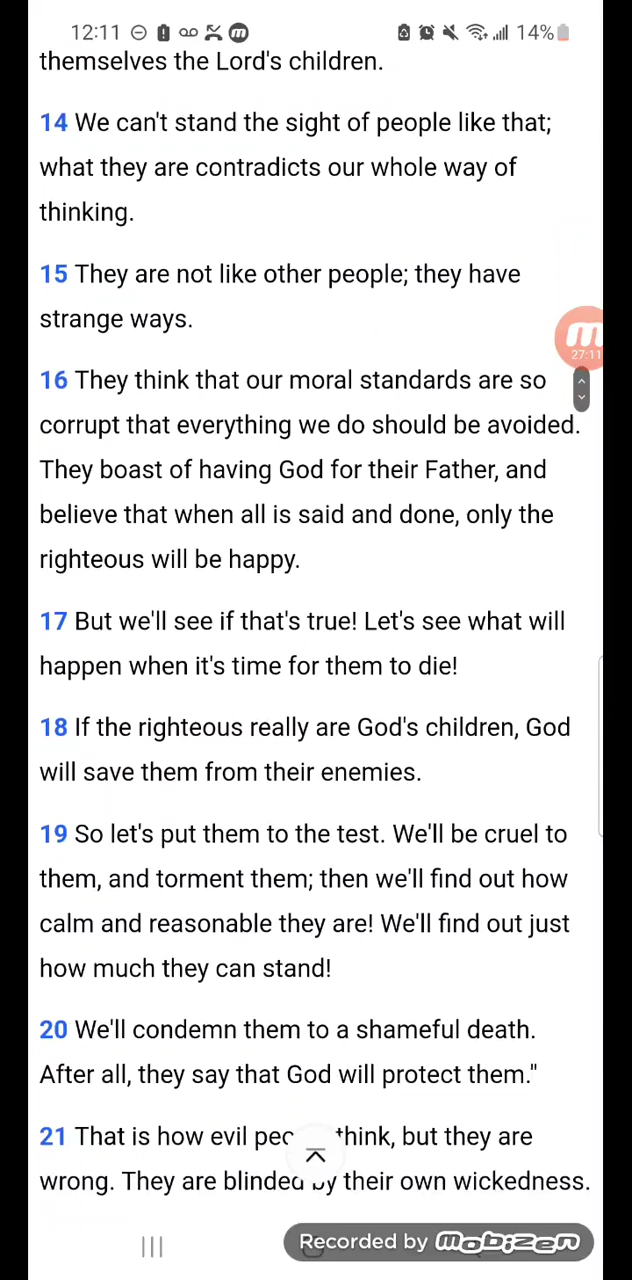 12:11 14%
themselves the Lord's children.
14 We can't stand the sight of people like that;
what they are contradicts our whole way of
thinking.
15 They are not like other people; they have
strange ways.
27:11
16 They think that our moral standards are so
corrupt that everything we do should be avoided.
They boast of having God for their Father, and
believe that when all is said and done, only the
righteous will be happy.
17 But we'll see if that's true! Let's see what will
happen when it's time for them to die!
18 If the righteous really are God's children, God
will save them from their enemies.
19 So let's put them to the test. We'll be cruel to
them, and torment them; then we'll find out how
calm and reasonable they are! We'll find out just
how much they can stand!
20 We'll condemn them to a shameful death.
After all, they say that God will protect them."
21 That is how evil think, but they are
wrong. They are blinded by their own wickedness.
Recorded by mobizen